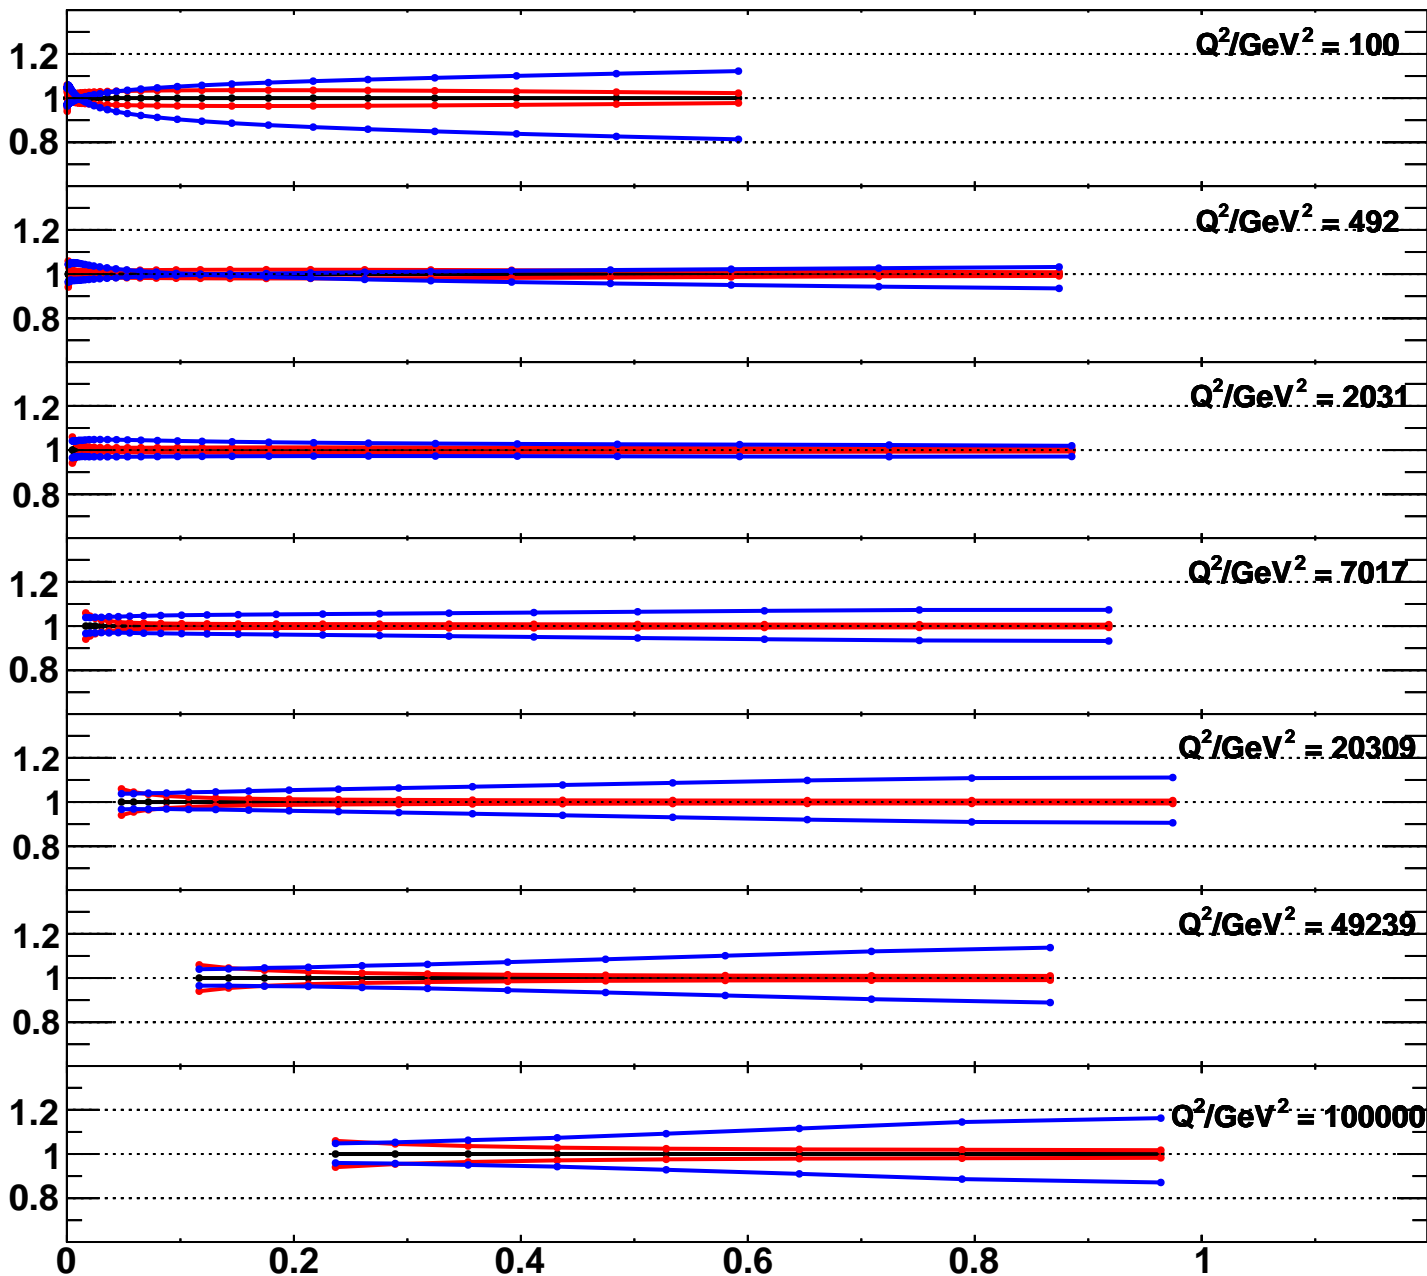 Q²/GeV² = 100
1.2
1
0.8
Q²/GeV² = 492
1.2
1
0.8
Q²/GeV² = 2031
1.2
1
0.8
Q²/GeV² = 7017
1.2
1
0.8
Q²/GeV² = 20309
1.2
1
0.8
Q²/GeV² = 49239
1.2
1
0.8
Q²/GeV² = 100000
1.2
1
0.8
0 0.2 0.4 0.6 0.8 1